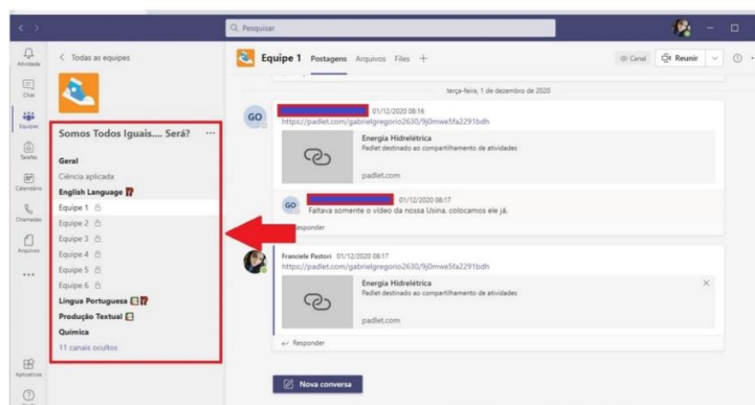 Pesquisar
Atividade
Chat
Equipes
Tarefas
Calendário
Chamadas
Arquivos
Aplicativos
Todas as equipes
Somos Todos Iguais.... Será? ...
Geral
Ciência aplicada
English Language
Equipe 1
Equipe 2
Equipe 3
Equipe 4
Equipe 5
Equipe 6
Língua Portuguesa
Produção Textual
Química
11 canais ocultos
Equipe 1 Postagens Arquivos Files +
Canal Reunir
terça-feira, 1 de dezembro de 2020
GO 01/12/2020 08:16
https://padlet.com/gabrielgregorio2630/9j0mwe5fa2291bdh
Energia Hidrelétrica
Padlet destinado ao compartilhamento de atividades
padlet.com
GO 01/12/2020 08:17
Faltava somente o vídeo da nossa Usina, colocamos ele já.
Responder
Franciele Pastori 01/12/2020 08:17
https://padlet.com/gabrielgregorio2630/9j0mwe5fa2291bdh
Energia Hidrelétrica
Padlet destinado ao compartilhamento de atividades
padlet.com
Responder
Nova conversa